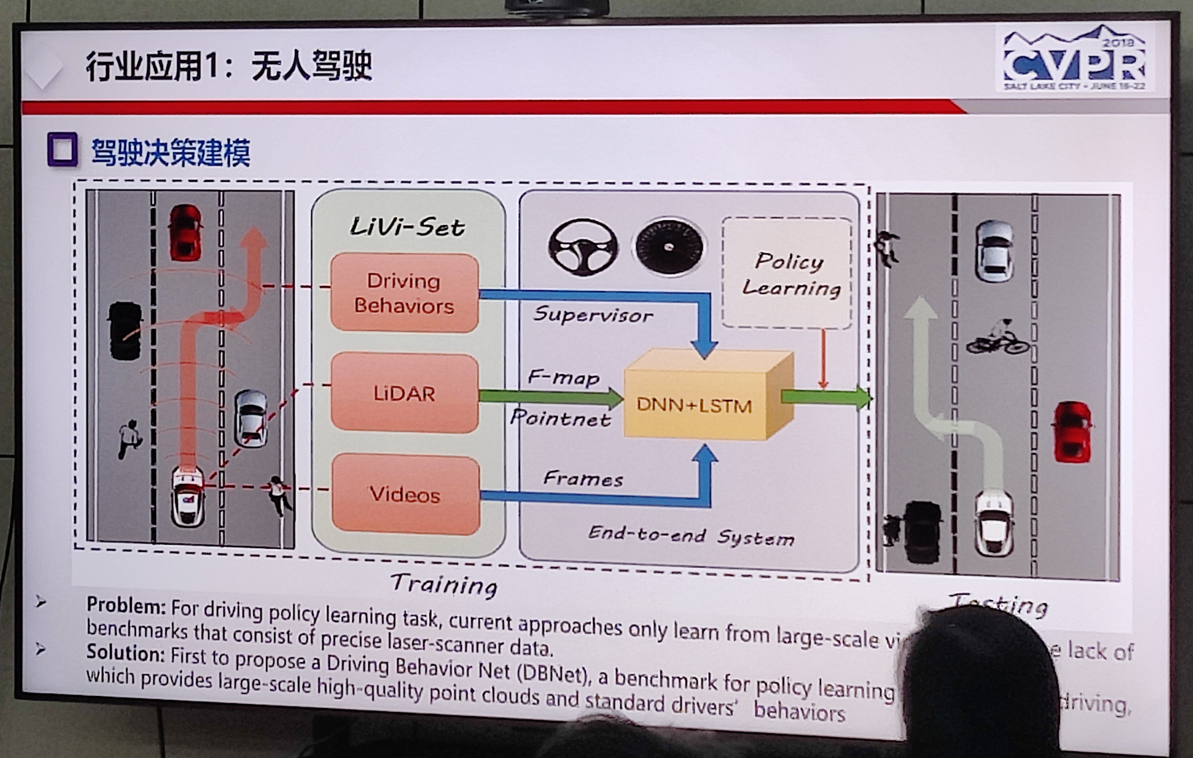 行业应用1：无人驾驶
2018
CVPR
SALT LAKE CITY • JUNE 18-22
驾驶决策建模
LiVi-Set
Driving
Behaviors
LiDAR
Videos
Supervisor
F-map
Pointnet
Frames
Policy
Learning
DNN+LSTM
End-to-end System
Training
Testing
Problem: For driving policy learning task, current approaches only learn from large-scale lack of
benchmarks that consist of precise laser-scanner data.
Solution: First to propose a Driving Behavior Net (DBNet), a benchmark for policy learning driving,
which provides large-scale high-quality point clouds and standard drivers' behaviors